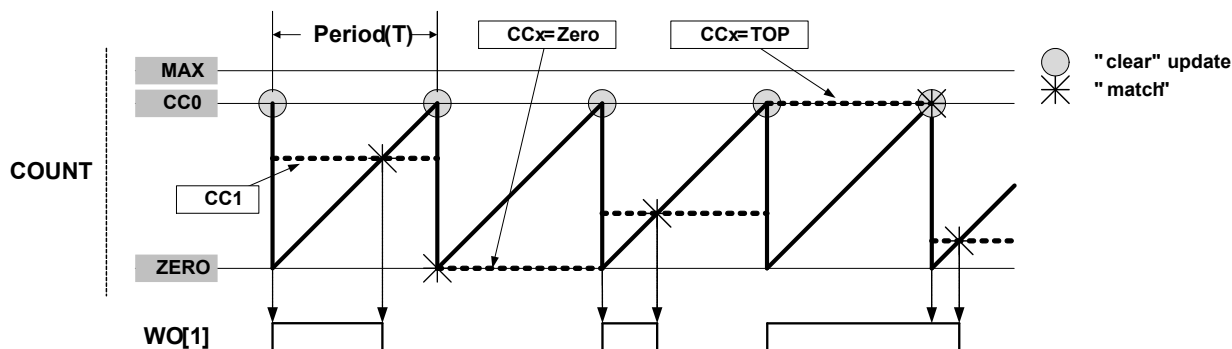 Period(T)
CCx=Zero
CCx=TOP
"clear" update
"match"
MAX
CC0
COUNT
CC1
ZERO
WO[1]